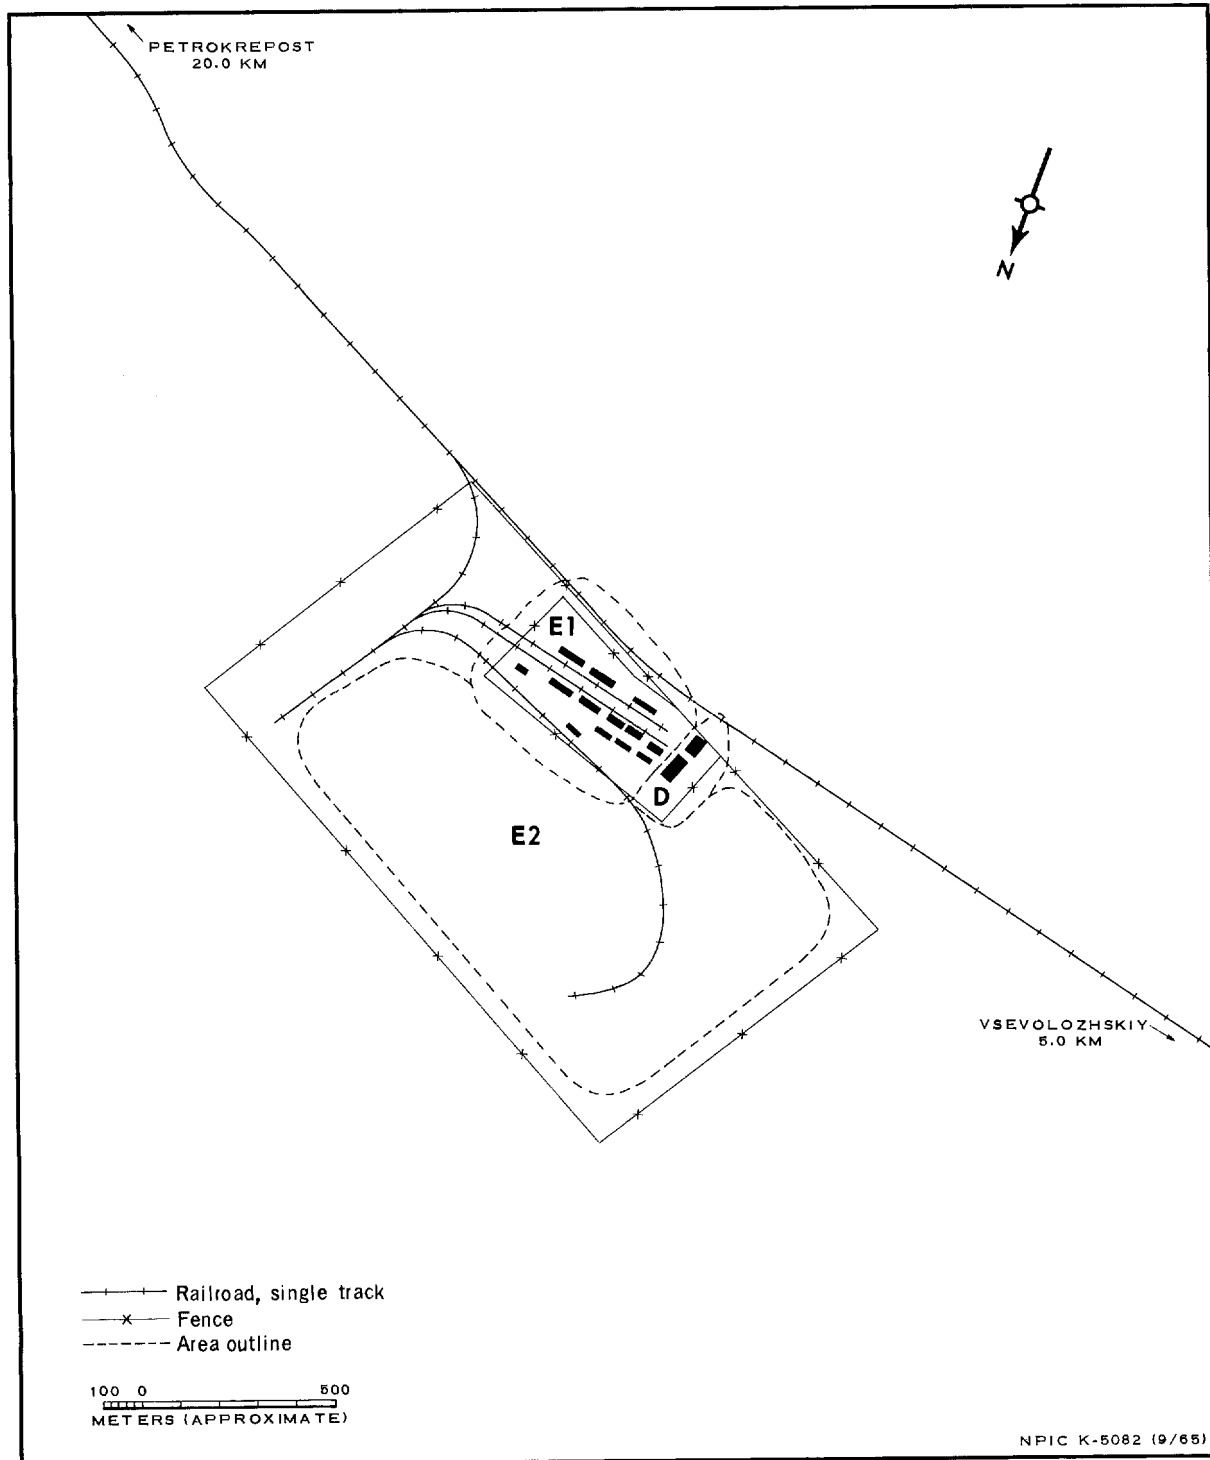 PETROKREPOST
20.0 KM
N
E1
D
E2
VSEVOLOZHSKIY
5.0 KM
Railroad, single track
Fence
Area outline
100 0 500
METERS (APPROXIMATE)
NPIC K-5082 (9/65)